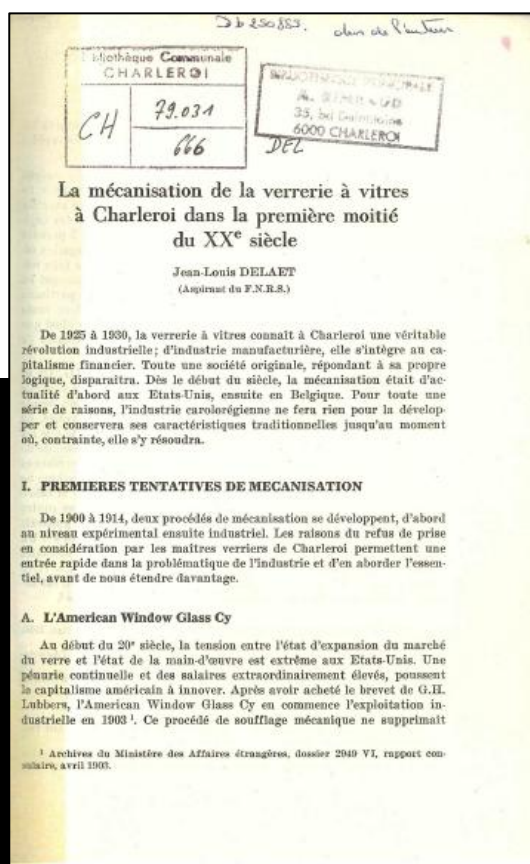 Db 250853. don de l'auteur
Bibliothèque Communale
CHARLEROI
CH
79.031
666
BIBLIOTHEQUE
35, bd
6000 CHARLEROI
DEL
La mécanisation de la verrerie à vitres
à Charleroi dans la première moitié
du XXe siècle
Jean-Louis DELAET
(Aspirant du F.N.R.S.)
De 1925 à 1930, la verrerie à vitres connaît à Charleroi une véritable
révolution industrielle ; d'industrie manufacturière, elle s'intègre au ca-
pitalisme financier. Toute une société originale, répondant à sa propre
logique, disparaîtra. Dès le début du siècle, la mécanisation était d'ac-
tualité d'abord aux Etats-Unis, ensuite en Belgique. Pour toute une
série de raisons, l'industrie carolorégienne ne fera rien pour la dévelop-
per et conservera ses caractéristiques traditionnelles jusqu'au moment
où, contrainte, elle s'y résoudra.
I. PREMIERES TENTATIVES DE MECANISATION
De 1900 à 1914, deux procédés de mécanisation se développent, d'abord
au niveau expérimental ensuite industriel. Les raisons du refus de prise
en considération par les maîtres verriers de Charleroi permettent une
entrée rapide dans la problématique de l'industrie et d'en aborder l'essen-
tiel, avant de nous étendre davantage.
A. L'American Window Glass Cy
Au début du 20e siècle, la tension entre l'état d'expansion du marché
du verre et l'état de la main-d'œuvre est extrême aux Etats-Unis. Une
pénurie continuelle et des salaires extraordinairement élevés, poussent
le capitalisme américain à innover. Après avoir acheté le brevet de G.H.
Lubbers, l'American Window Glass Cy en commence l'exploitation in-
dustrielle en 1903 1. Ce procédé de soufflage mécanique ne supprimait
1 Archives du Ministère des Affaires étrangères, dossier 2949 VI, rapport con-
sulaire, avril 1903.